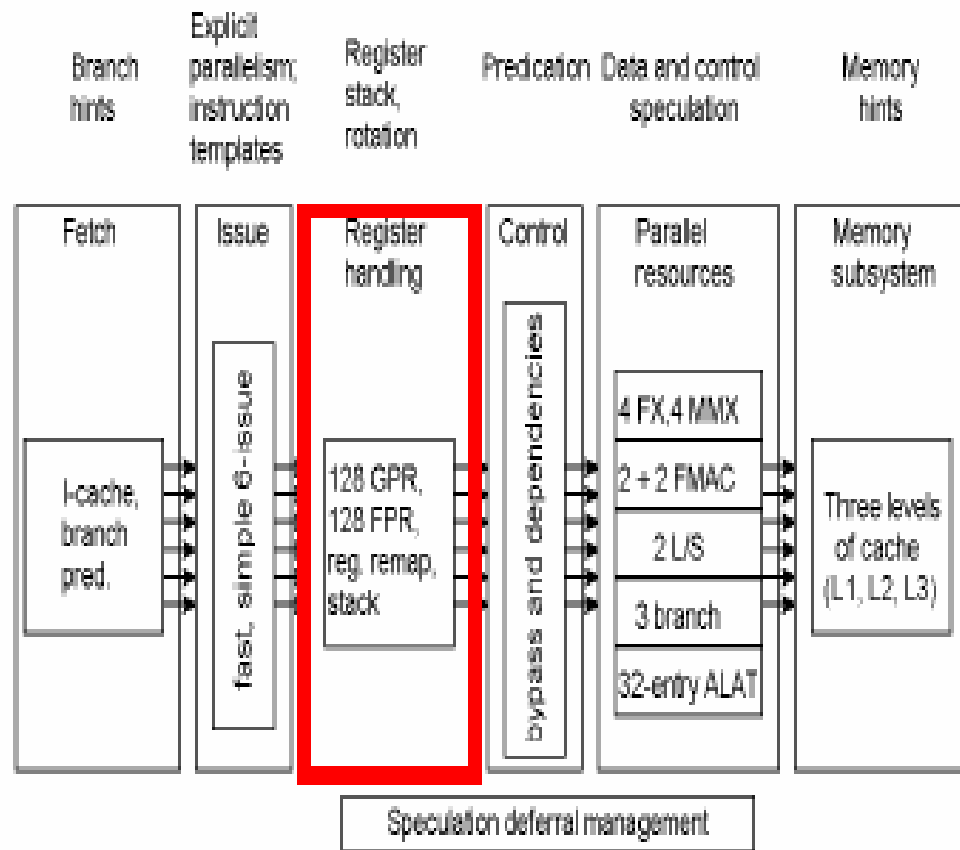 Branch
hints
Explicit
parallelism;
instruction
templates
Register
stack,
rotation
Predication
Data and control
speculation
Memory
hints
Fetch
I-cache,
branch
pred.
Issue
fast, simple 6-issue
Register
handling
128 GPR,
128 FPR,
reg. remap,
stack
Control
bypass and dependencies
Parallel
resources
4 FX,4 MMX
2 + 2 FMAC
2 L/S
3 branch
32-entry ALAT
Memory
subsystem
Three levels
of cache
(L1, L2, L3)
Speculation deferral management